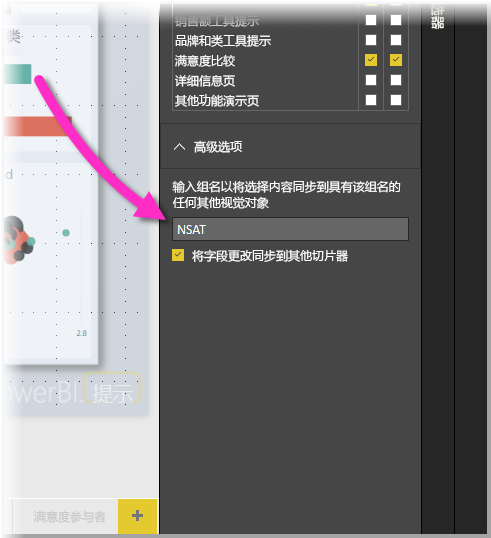 销售额工具提示
品牌和类工具提示
满意度比较
详细信息页
其他功能演示页
高级选项
输入组名以将选择内容同步到具有该组名的
任何其他视觉对象
NSAT
将字段更改同步到其他切片器
类
d
2.8
owerBI. 提示
满意度参与者